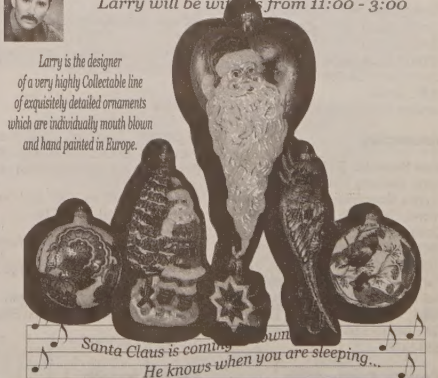 Larry will be with us from 11:00 - 3:00
Larry is the designer
of a very highly Collectable line
of exquisitely detailed ornaments
which are individually mouth blown
and hand painted in Europe.
Santa Claus is coming
He knows when you are sleeping...